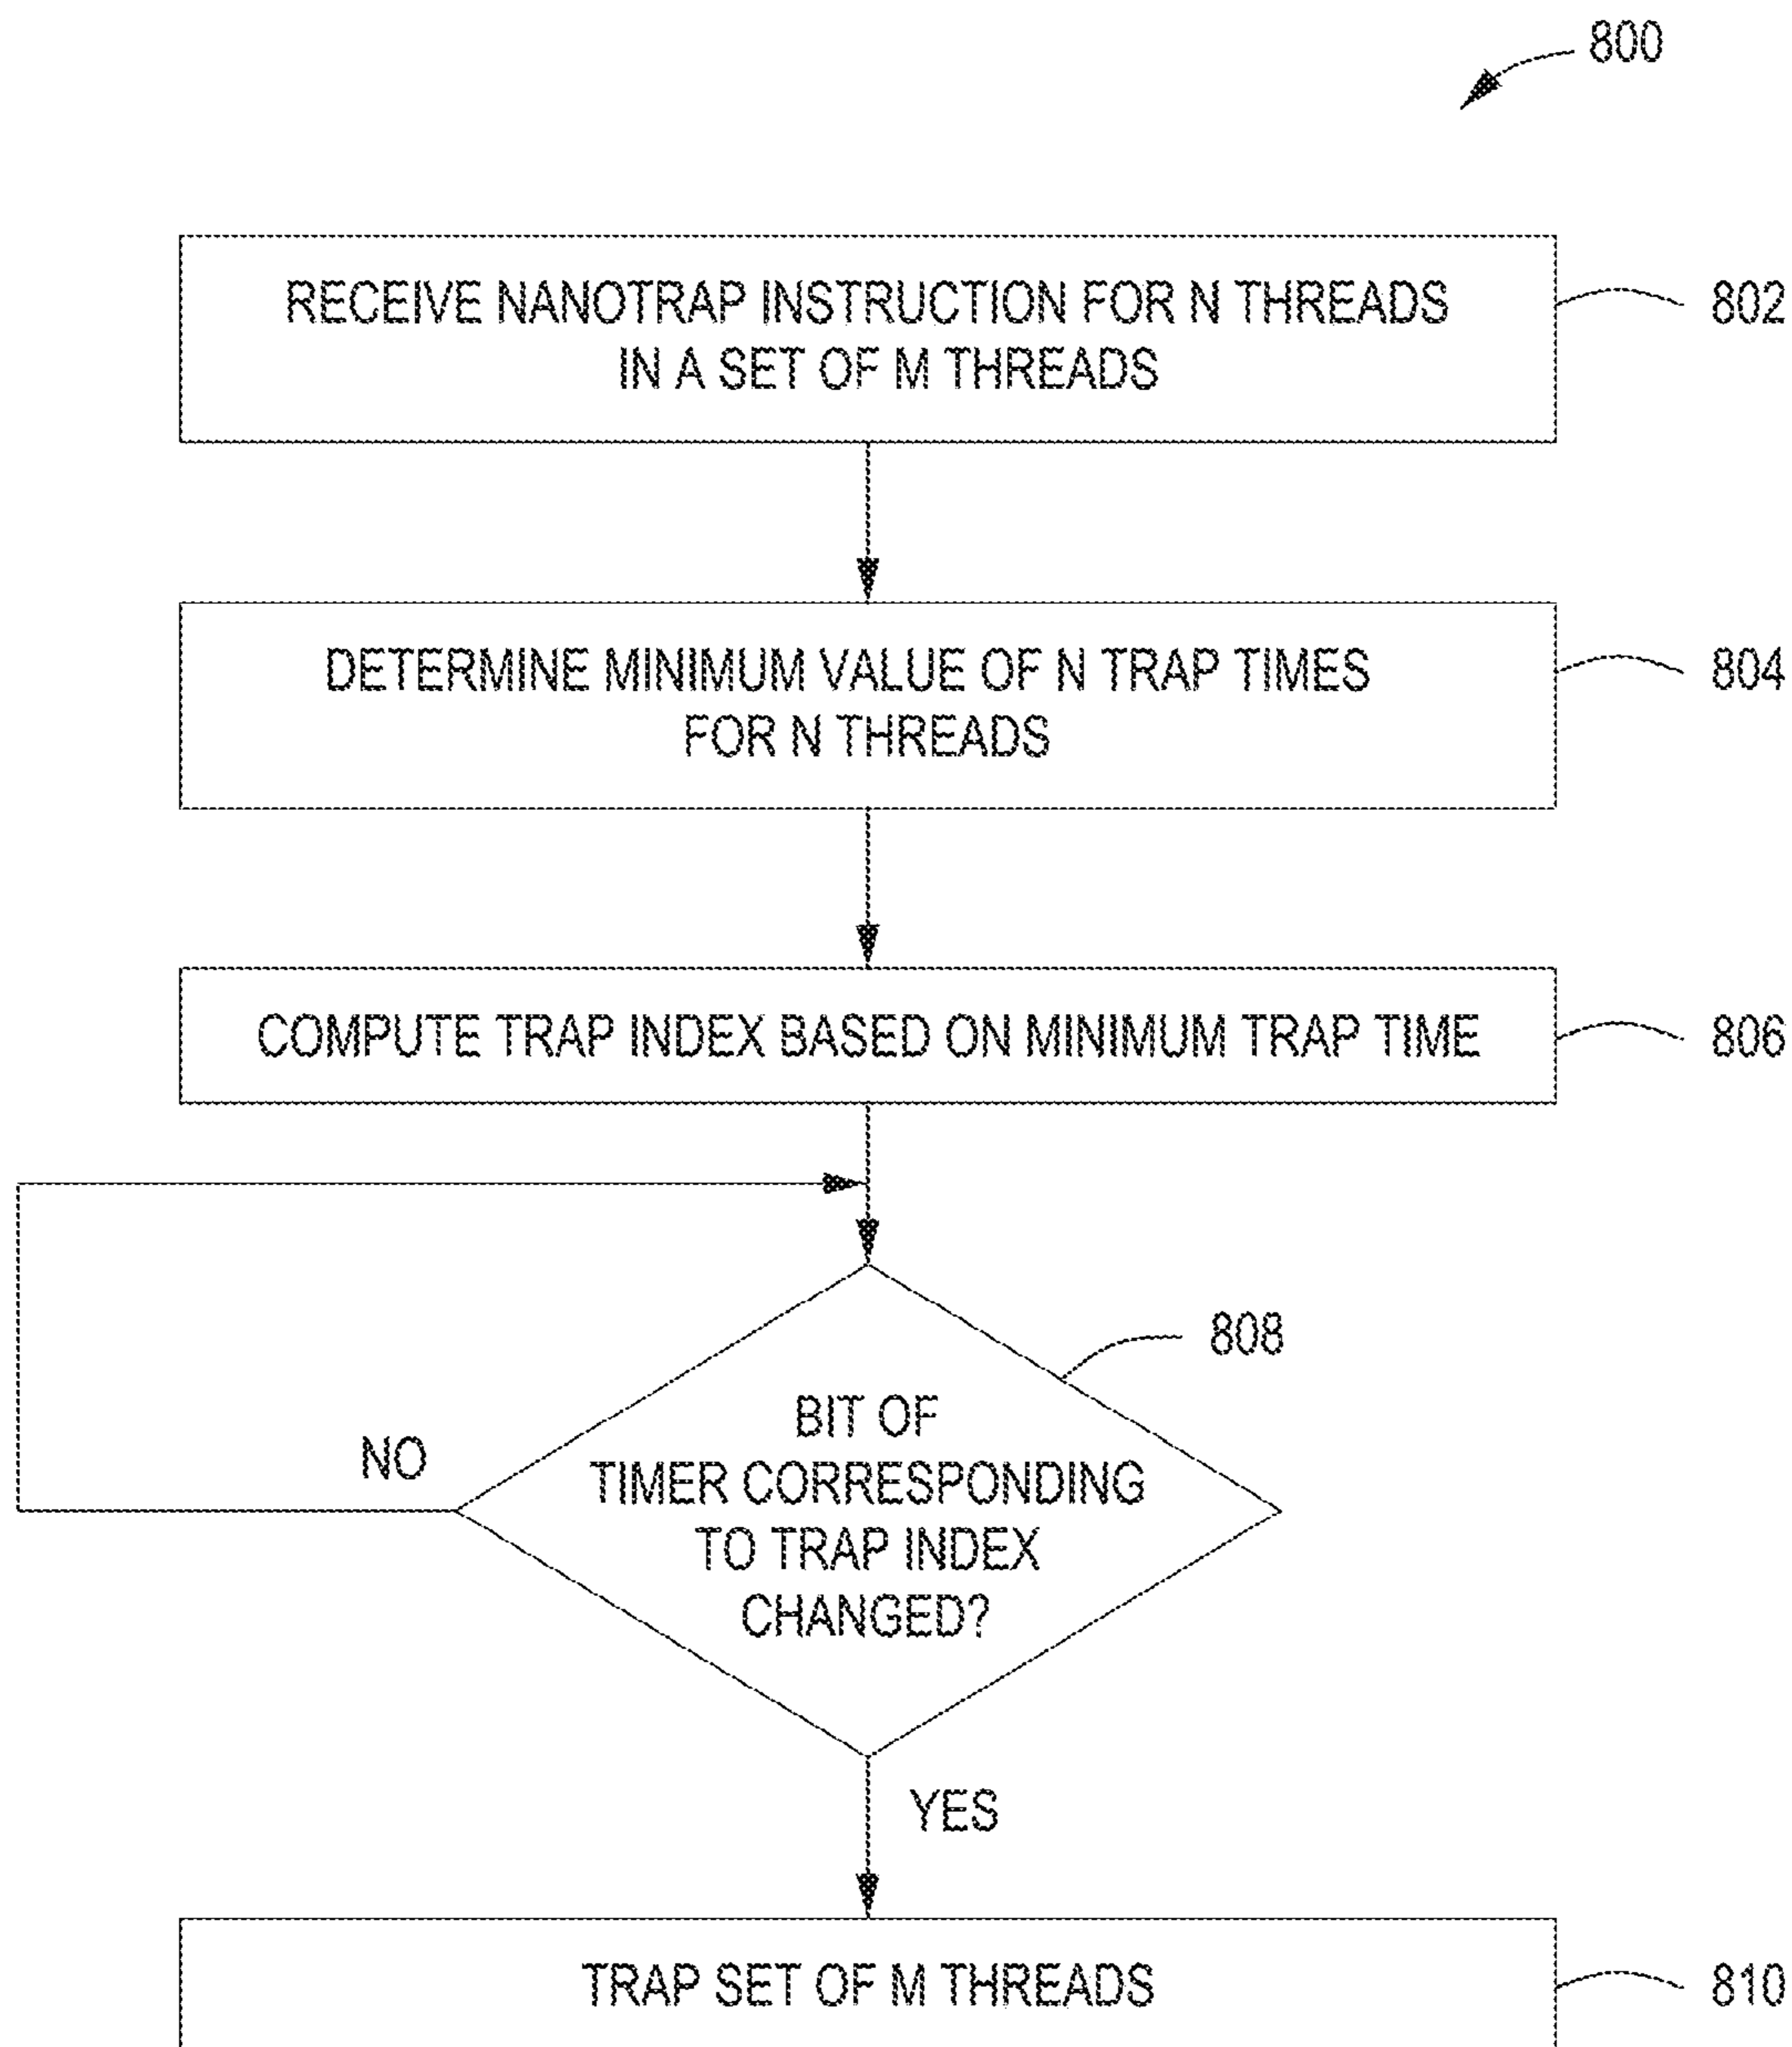 800
RECEIVE NANOTRAP INSTRUCTION FOR N THREADS
IN A SET OF M THREADS
802
DETERMINE MINIMUM VALUE OF N TRAP TIMES
FOR N THREADS
804
COMPUTE TRAP INDEX BASED ON MINIMUM TRAP TIME
806
808
BIT OF
TIMER CORRESPONDING
TO TRAP INDEX
CHANGED?
NO
YES
TRAP SET OF M THREADS
810